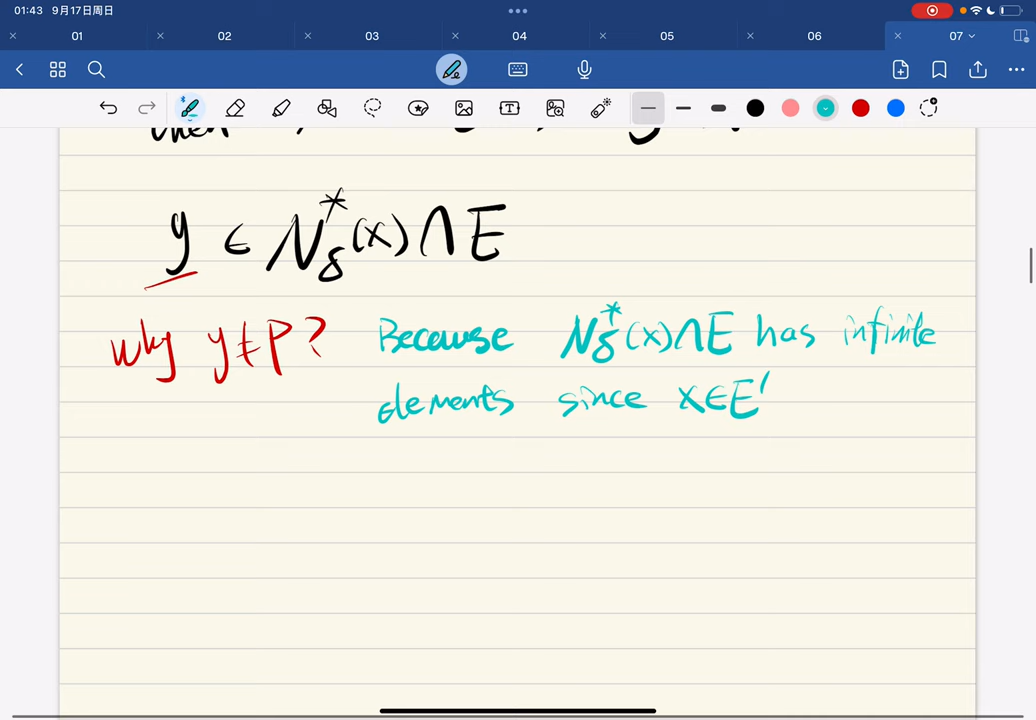 01:43 9月17日周日
01 02 03 04 05 06 07
T
then
y ∈ N*δ(x)∩E
why y∉P? Because N*δ(x)∩E has infinite
elements since x∈E'